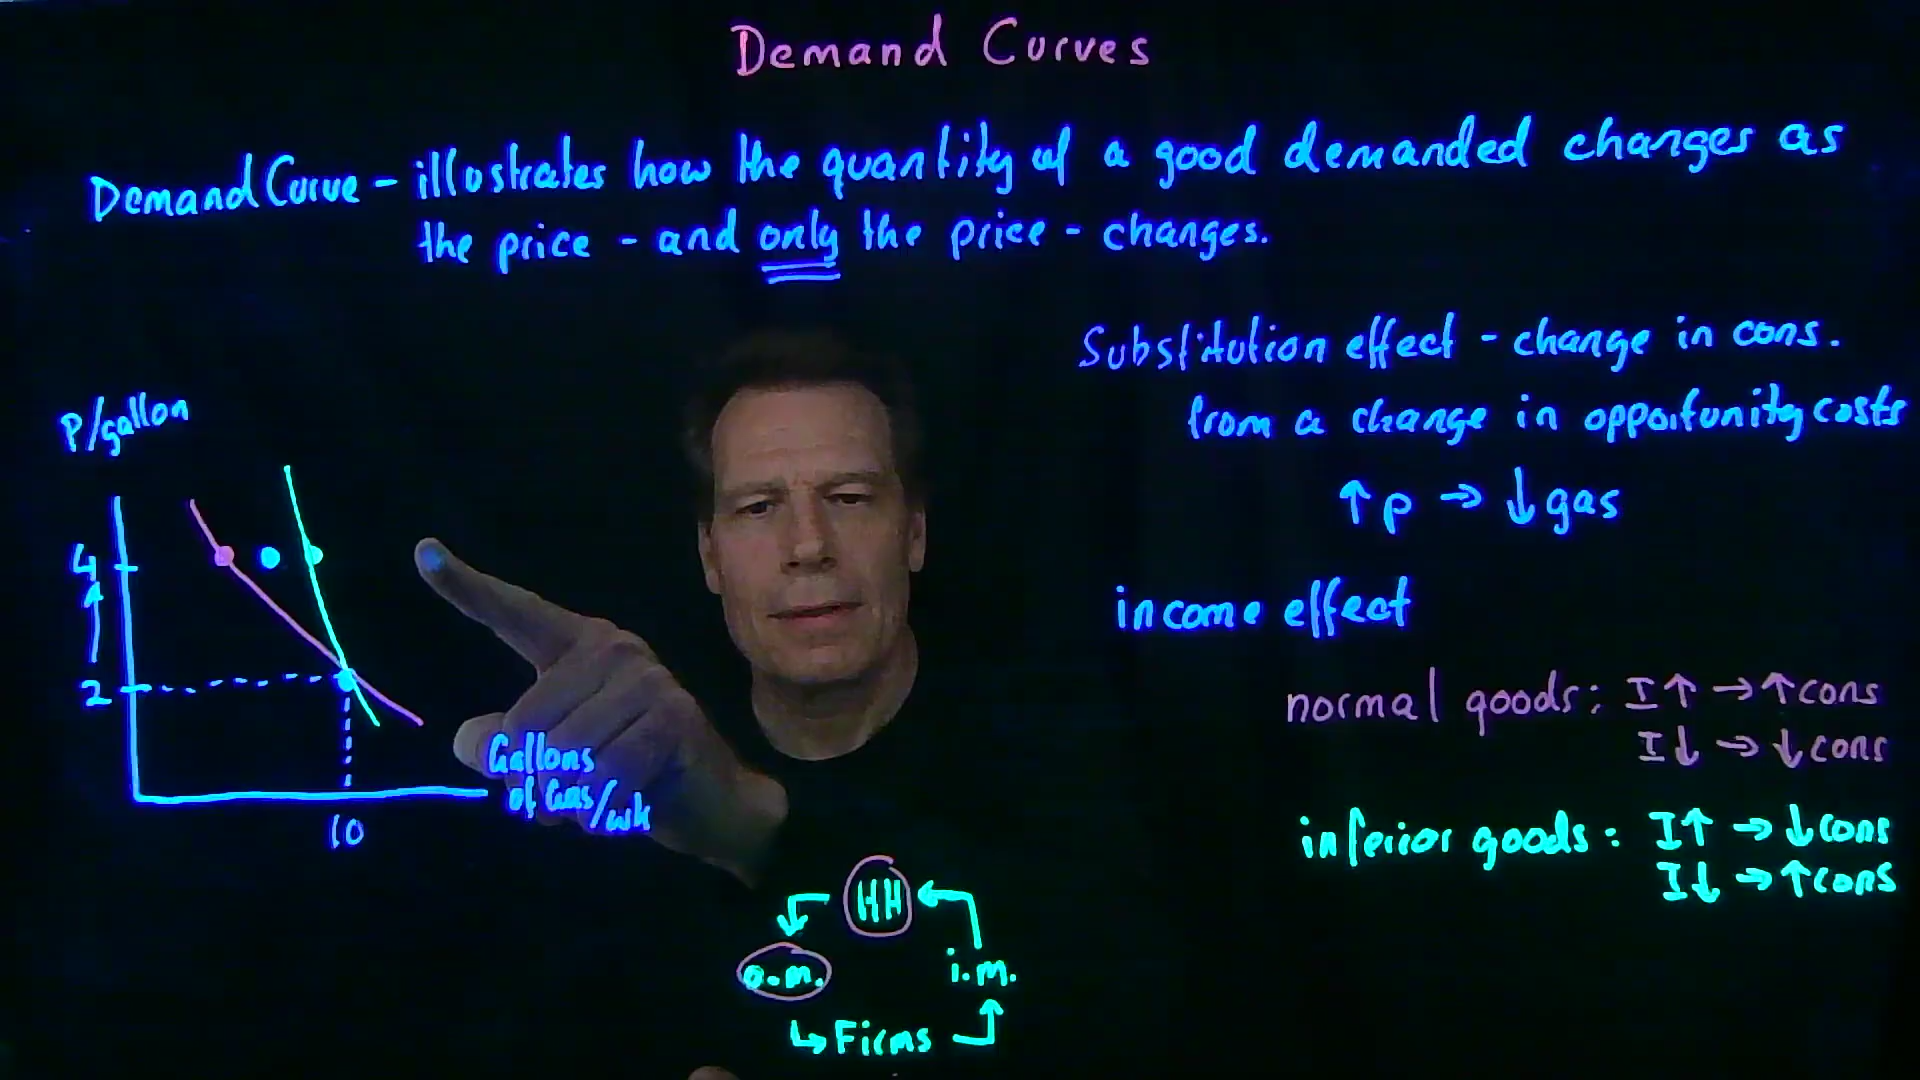 Demand Curves
Demand Curve - illustrates how the quantity of a good demanded changes as
the price - and only the price - changes.
Substitution effect - change in cons.
from a change in opportunity costs
↑p → ↓gas
income effect
normal goods: I↑ → ↑cons
I↓ → ↓cons
inferior goods: I↑ → ↓cons
I↓ → ↑cons
P/gallon
4
2
10
Gallons
of Gas/wk
HH
o.m.
i.m.
Firms